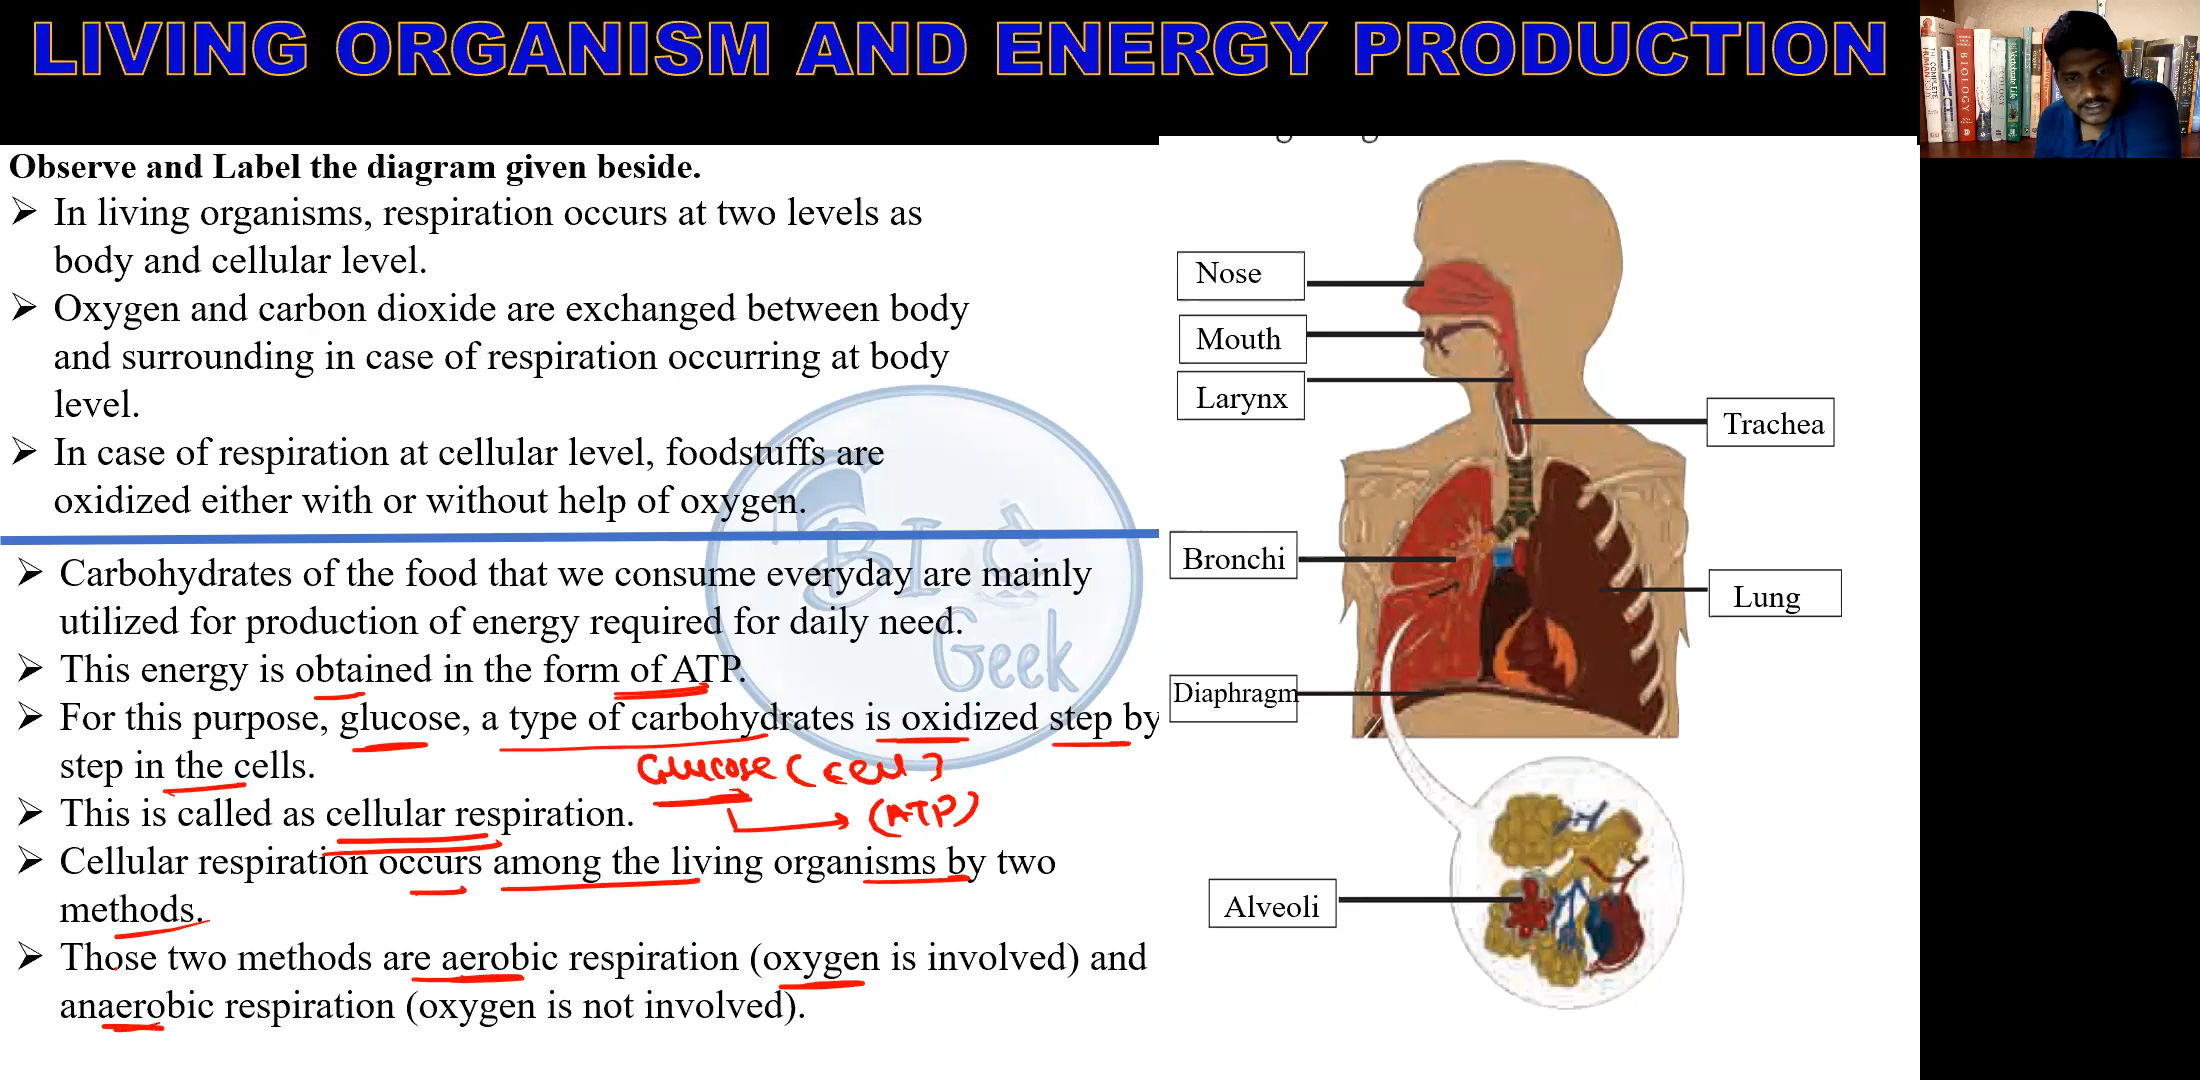 LIVING ORGANISM AND ENERGY PRODUCTION
Observe and Label the diagram given beside.
➢ In living organisms, respiration occurs at two levels as
body and cellular level.
➢ Oxygen and carbon dioxide are exchanged between body
and surrounding in case of respiration occurring at body
level.
➢ In case of respiration at cellular level, foodstuffs are
oxidized either with or without help of oxygen.
➢ Carbohydrates of the food that we consume everyday are mainly
utilized for production of energy required for daily need.
➢ This energy is obtained in the form of ATP.
➢ For this purpose, glucose, a type of carbohydrates is oxidized step by
step in the cells.
Glucose (cell)
➢ This is called as cellular respiration.
(ATP)
➢ Cellular respiration occurs among the living organisms by two
methods.
➢ Those two methods are aerobic respiration (oxygen is involved) and
anaerobic respiration (oxygen is not involved).
Nose
Mouth
Larynx
Trachea
Bronchi
Lung
Diaphragm
Alveoli
BIO
Geek
BIOLOGY
Vertebrate Life